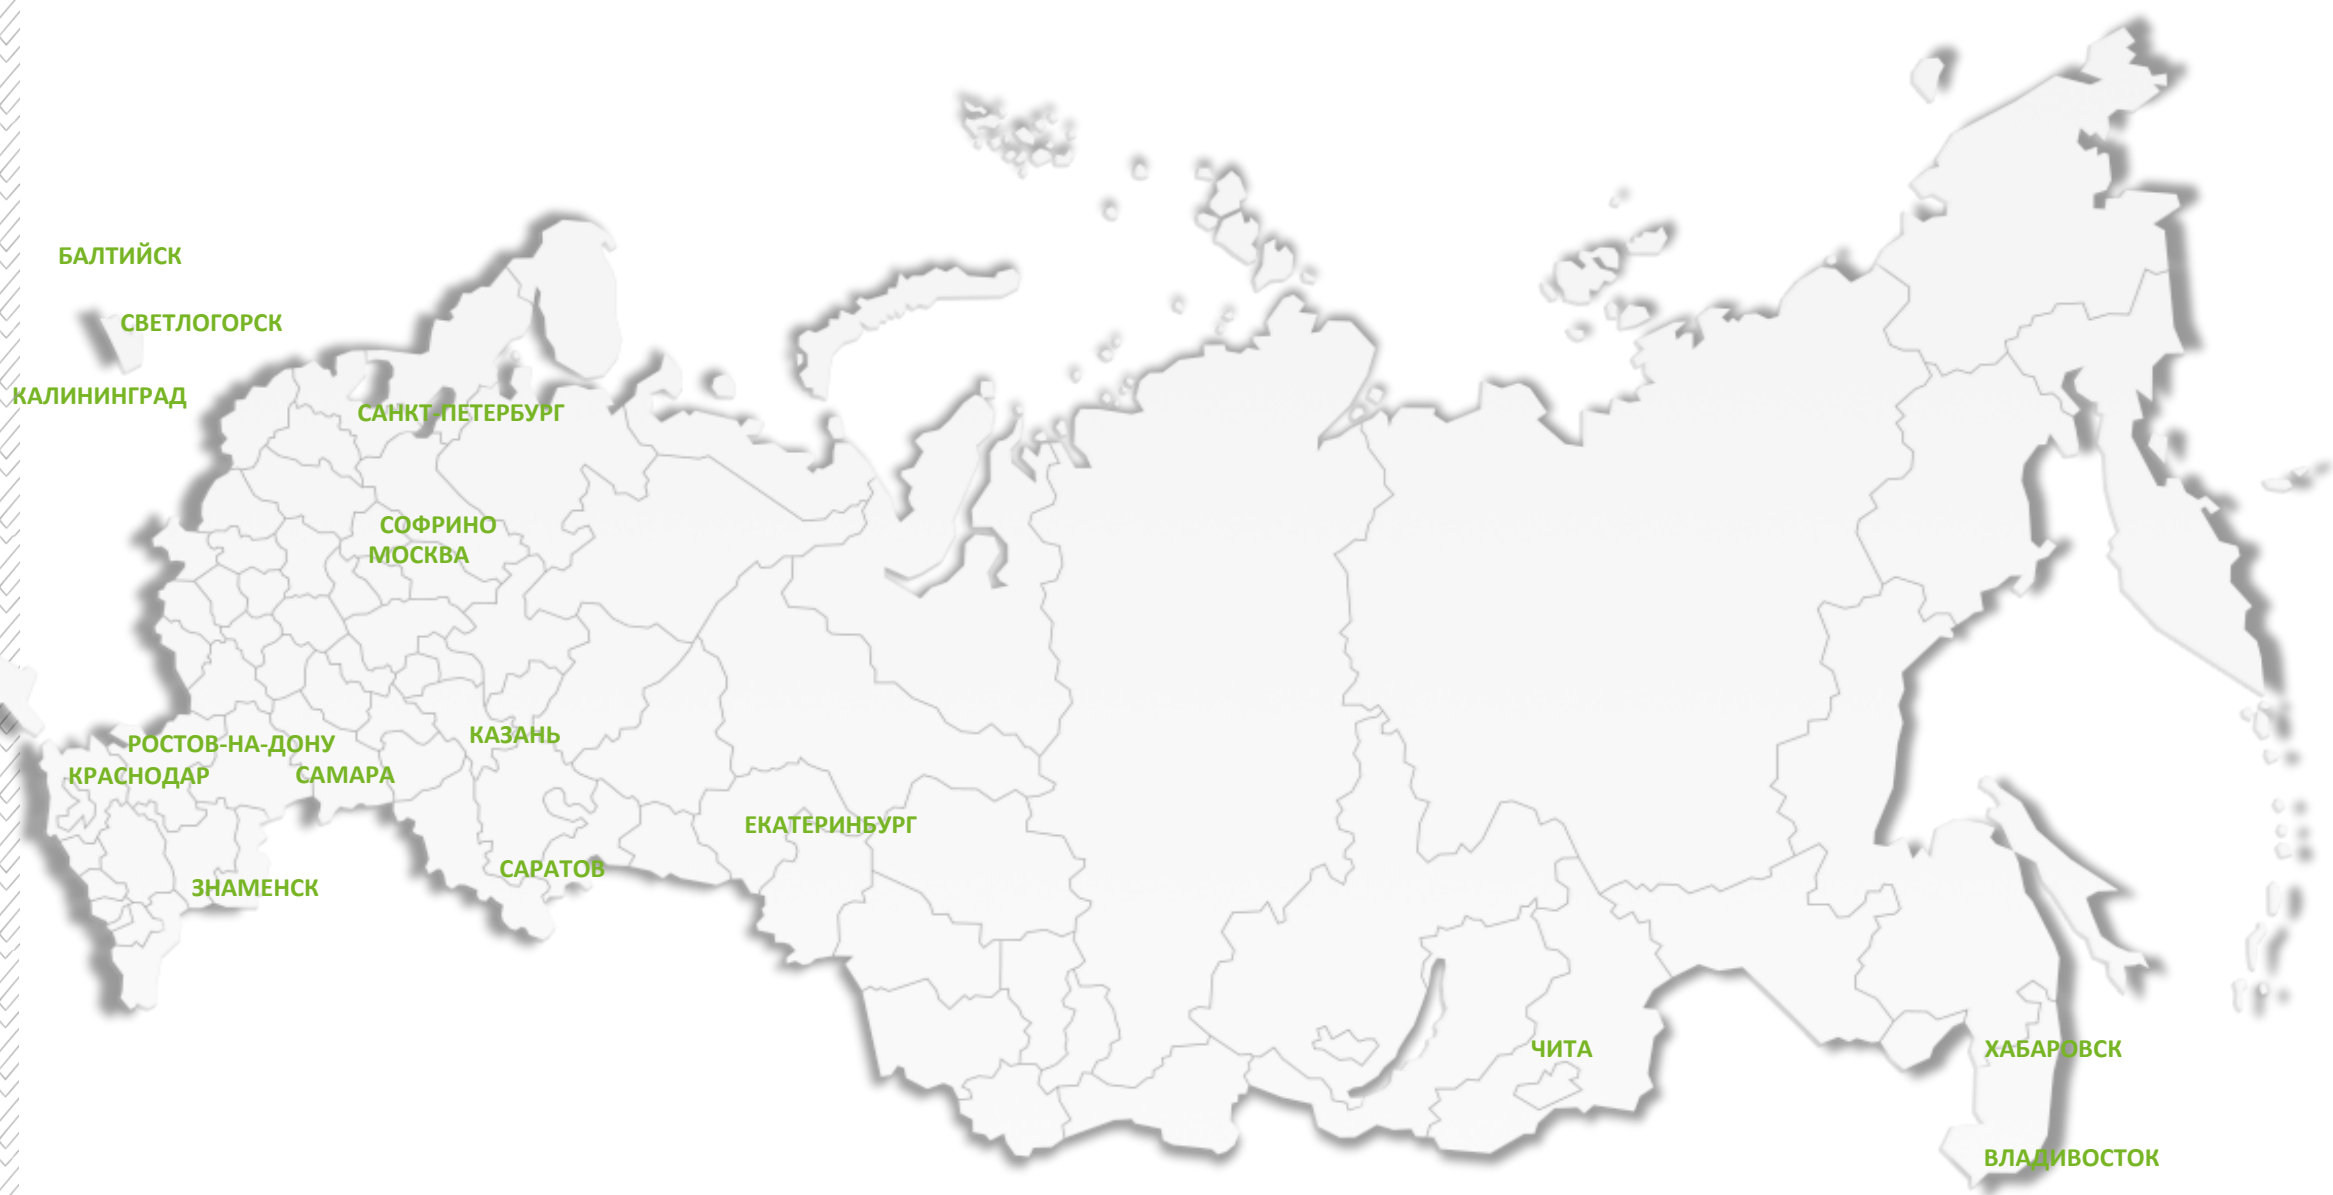 БАЛТИЙСК
СВЕТЛОГОРСК
КАЛИНИНГРАД
САНКТ-ПЕТЕРБУРГ
СОФРИНО
МОСКВА
КАЗАНЬ
РОСТОВ-НА-ДОНУ
КРАСНОДАР
САМАРА
ЕКАТЕРИНБУРГ
САРАТОВ
ЗНАМЕНСК
ЧИТА
ХАБАРОВСК
ВЛАДИВОСТОК